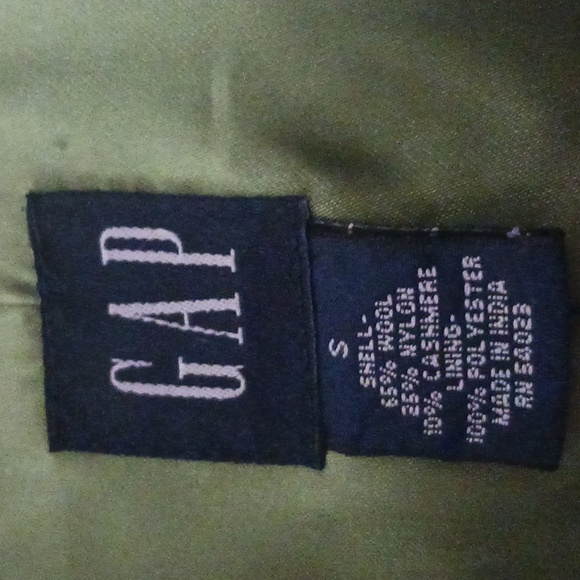 GAP
S
SHELL-
65% WOOL
25% NYLON
10% CASHMERE
LINING-
100% POLYESTER
MADE IN INDIA
RN 54023